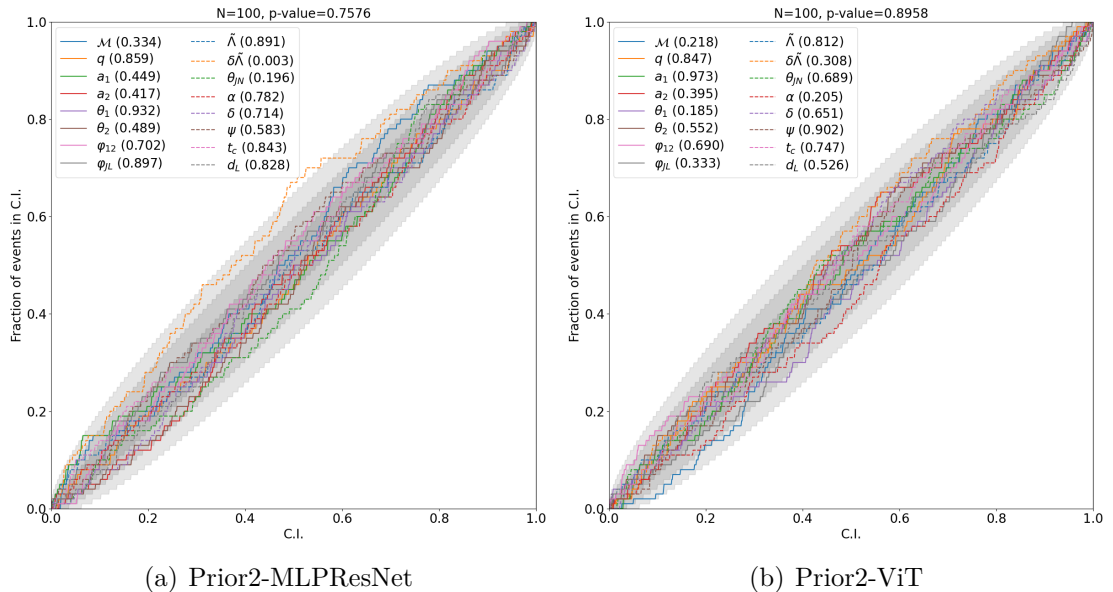 N=100, p-value=0.7576
1.0
0.8
0.6
0.4
0.2
0.0
Fraction of events in C.I.
ℳ (0.334)
q (0.859)
a₁ (0.449)
a₂ (0.417)
θ₁ (0.932)
θ₂ (0.489)
φ₁₂ (0.702)
φ_JL (0.897)
Λ̃ (0.891)
δΛ̃ (0.003)
θ_JN (0.196)
α (0.782)
δ (0.714)
ψ (0.583)
t_c (0.843)
d_L (0.828)
0.0 0.2 0.4 0.6 0.8 1.0
C.I.
(a) Prior2-MLPResNet
N=100, p-value=0.8958
1.0
0.8
0.6
0.4
0.2
0.0
Fraction of events in C.I.
ℳ (0.218)
q (0.847)
a₁ (0.973)
a₂ (0.395)
θ₁ (0.185)
θ₂ (0.552)
φ₁₂ (0.690)
φ_JL (0.333)
Λ̃ (0.812)
δΛ̃ (0.308)
θ_JN (0.689)
α (0.205)
δ (0.651)
ψ (0.902)
t_c (0.747)
d_L (0.526)
0.0 0.2 0.4 0.6 0.8 1.0
C.I.
(b) Prior2-ViT